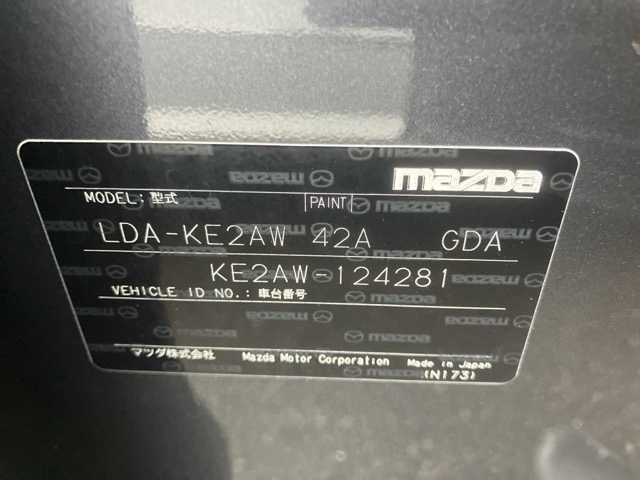 mazda
MODEL: 型式 PAINT
LDA-KE2AW 42A GDA
KE2AW-124281
VEHICLE ID NO.: 車台番号
マツダ株式会社 Mazda Motor Corporation Made in Japan
(N173)